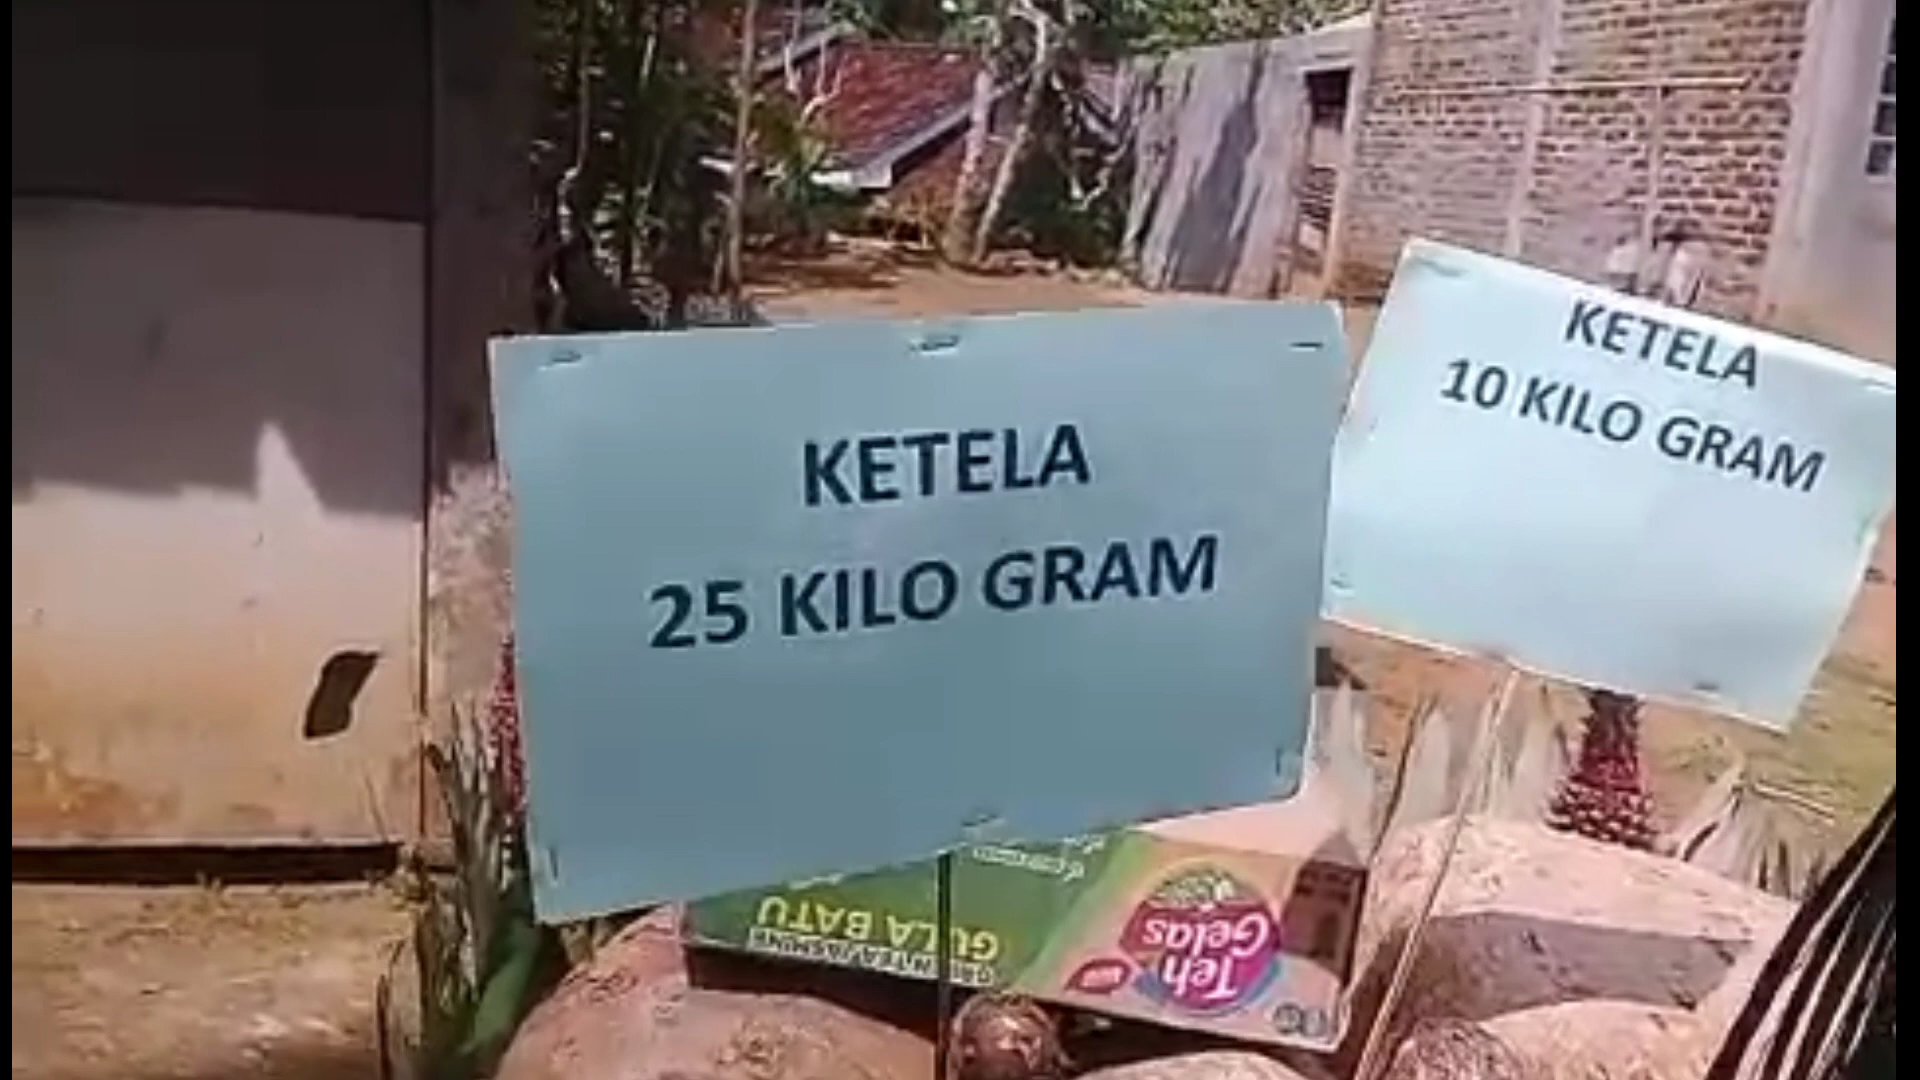 KETELA
25 KILO GRAM
KETELA
10 KILO GRAM
Teh
Gelas
GULA BATU